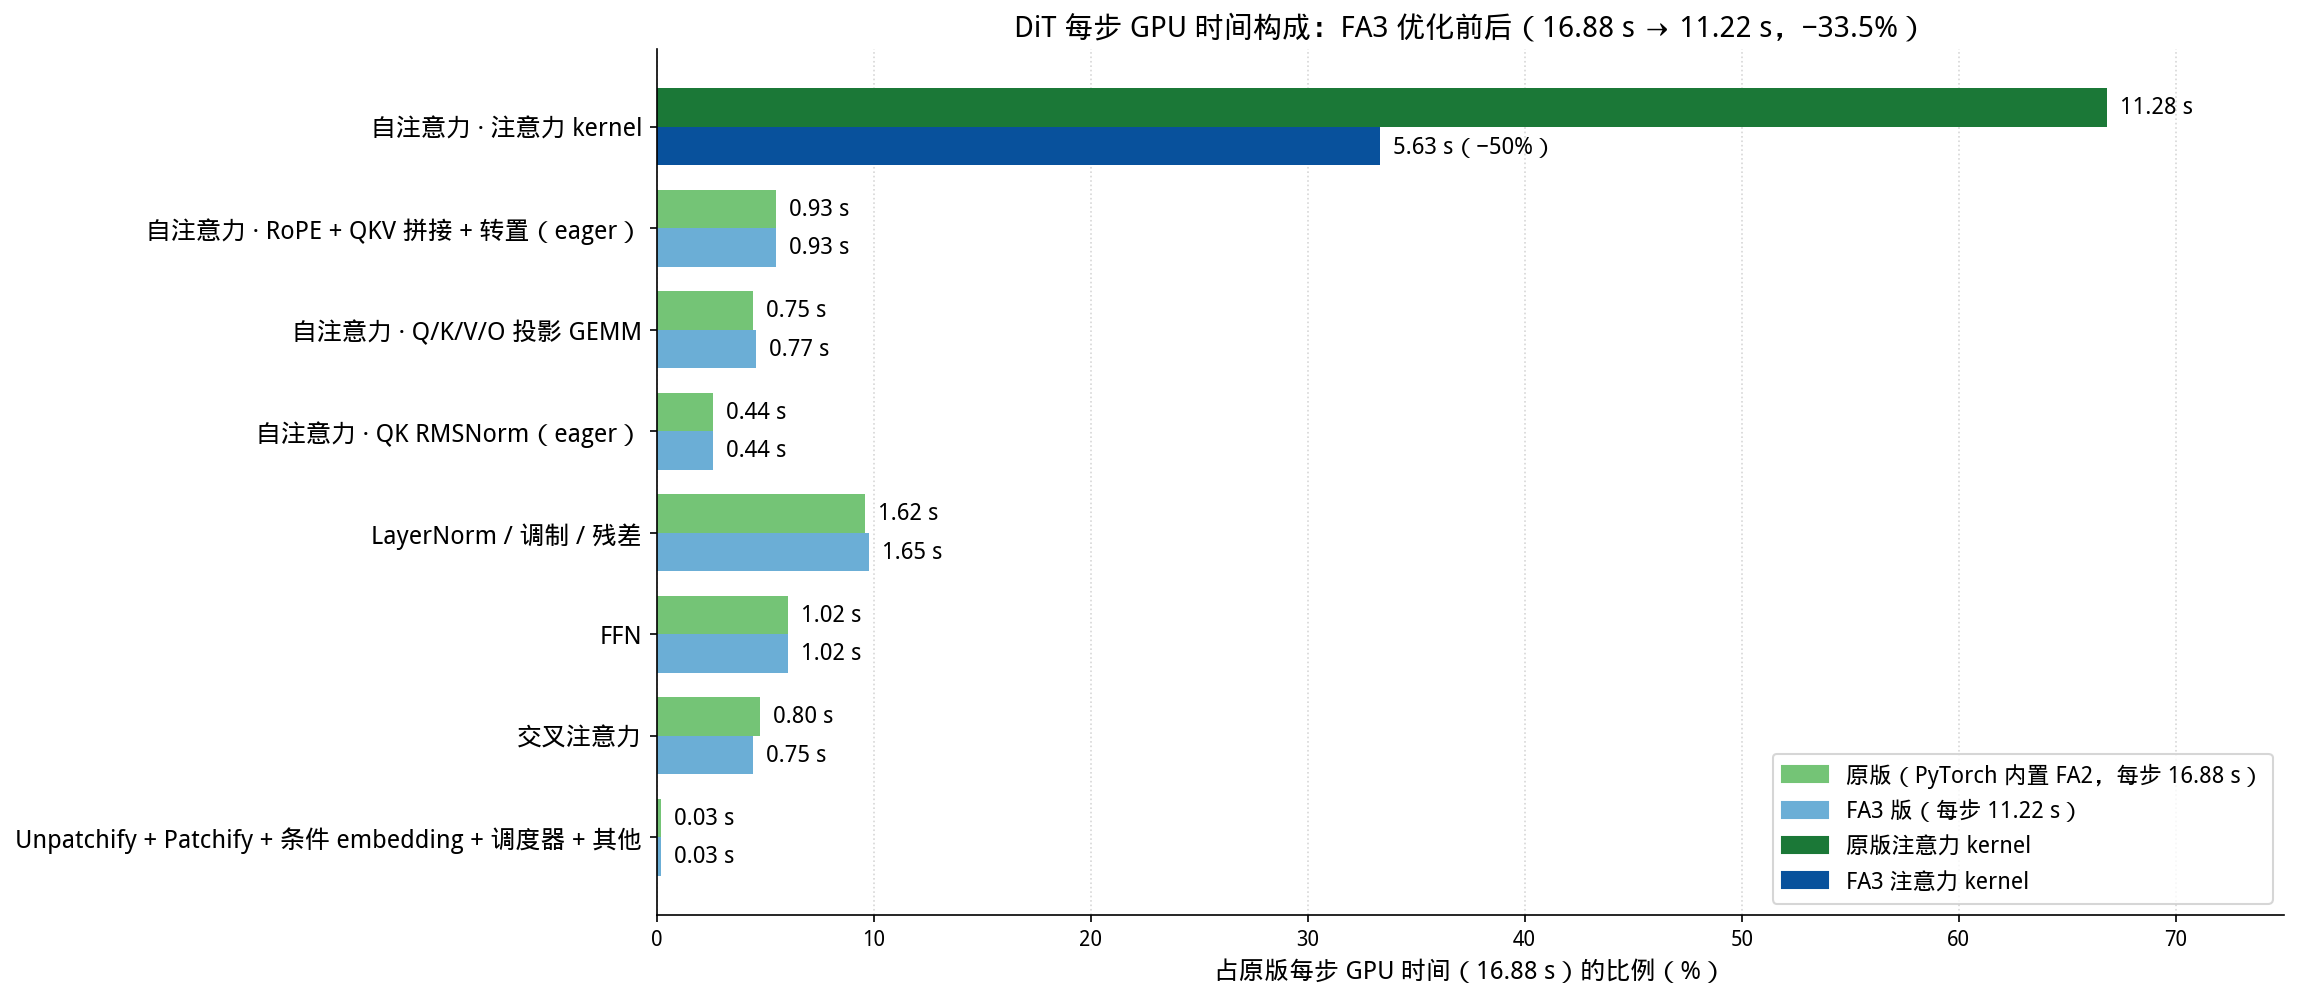 DiT 每步 GPU 时间构成：FA3 优化前后（16.88 s → 11.22 s，−33.5%）
自注意力 · 注意力 kernel
11.28 s
5.63 s（−50%）
自注意力 · RoPE + QKV 拼接 + 转置（eager）
0.93 s
0.93 s
自注意力 · Q/K/V/O 投影 GEMM
0.75 s
0.77 s
自注意力 · QK RMSNorm（eager）
0.44 s
0.44 s
LayerNorm / 调制 / 残差
1.62 s
1.65 s
FFN
1.02 s
1.02 s
交叉注意力
0.80 s
0.75 s
Unpatchify + Patchify + 条件 embedding + 调度器 + 其他
0.03 s
0.03 s
原版（PyTorch 内置 FA2，每步 16.88 s）
FA3 版（每步 11.22 s）
原版注意力 kernel
FA3 注意力 kernel
0 10 20 30 40 50 60 70
占原版每步 GPU 时间（16.88 s）的比例（%）